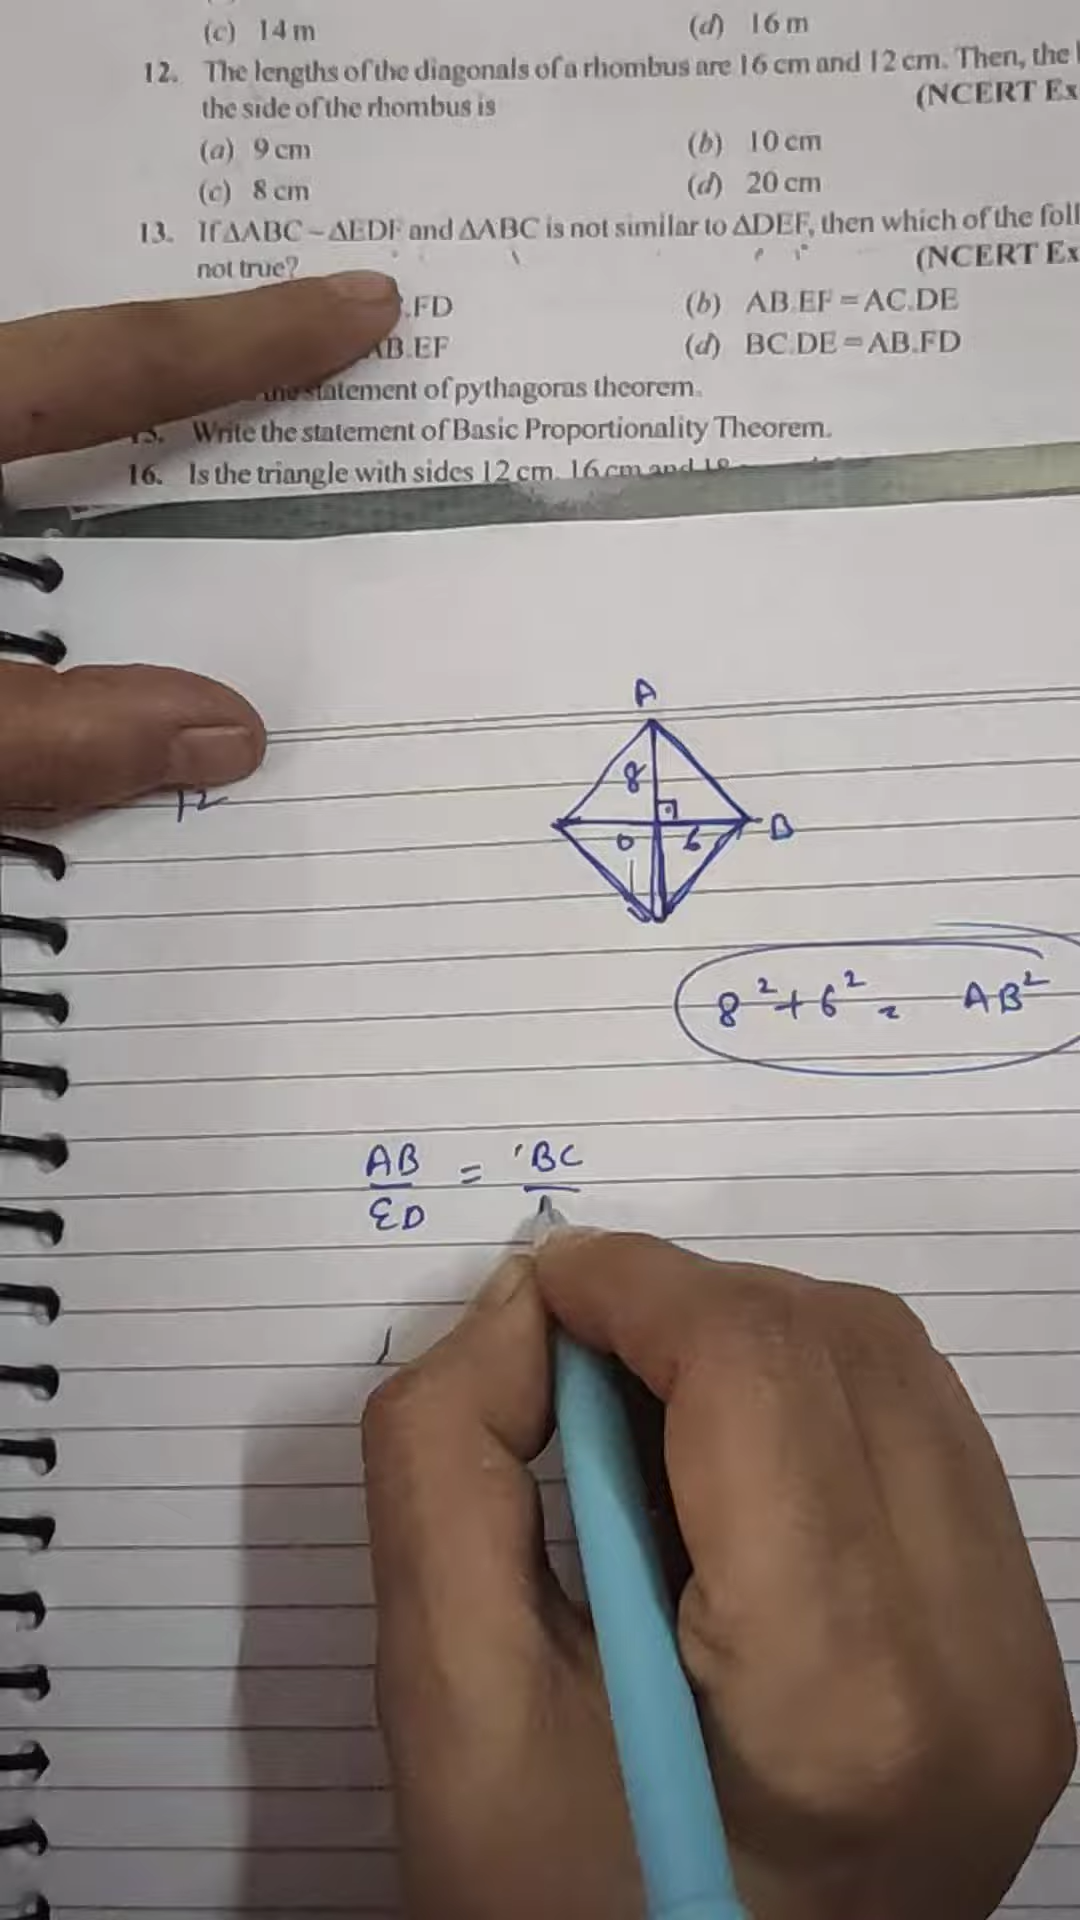 (c) 14 m (d) 16 m
12. The lengths of the diagonals of a rhombus are 16 cm and 12 cm. Then, the
the side of the rhombus is (NCERT Ex
(a) 9 cm (b) 10 cm
(c) 8 cm (d) 20 cm
13. If ΔABC ~ ΔEDF and ΔABC is not similar to ΔDEF, then which of the foll
not true? (NCERT Ex
.FD (b) AB.EF = AC.DE
AB.EF (d) BC.DE = AB.FD
statement of pythagoras theorem.
15. Write the statement of Basic Proportionality Theorem.
16. Is the triangle with sides 12 cm, 16 cm and 18
A
8
12
B
O 6
8² + 6² = AB²
AB = BC
ED